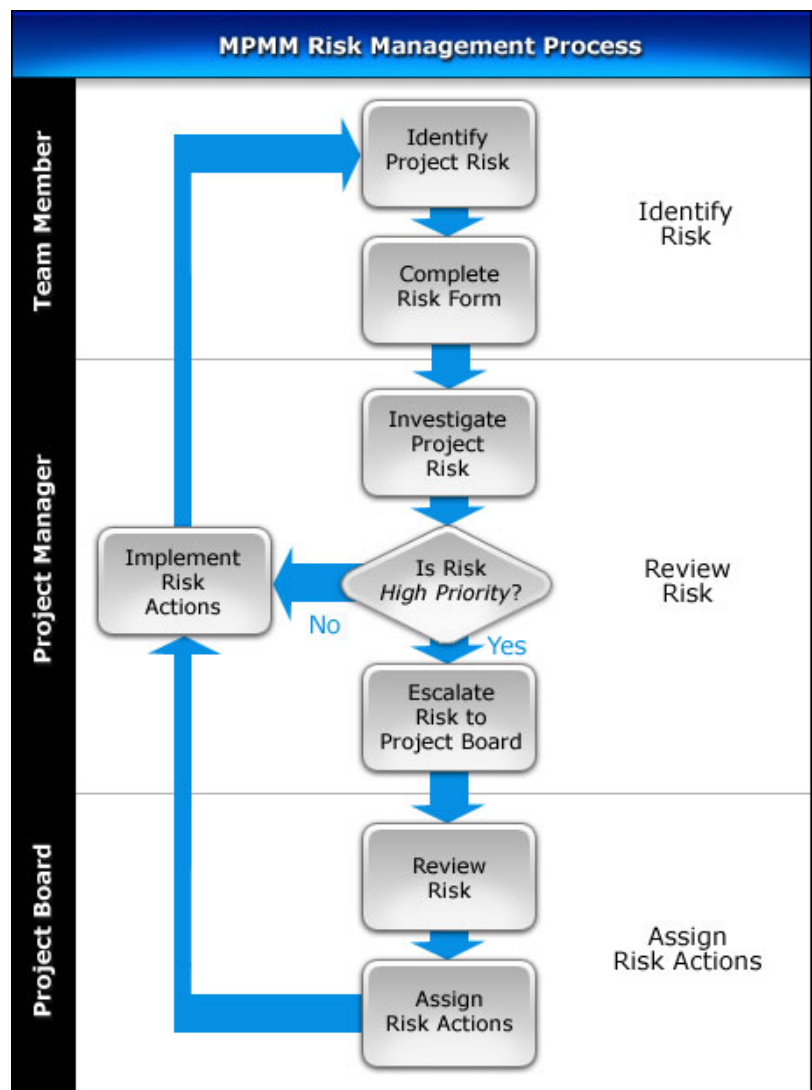 MPMM Risk Management Process
Team Member
Identify
Project Risk
Identify
Risk
Complete
Risk Form
Project Manager
Investigate
Project
Risk
Implement
Risk
Actions
Is Risk
High Priority?
Review
Risk
No
Yes
Escalate
Risk to
Project Board
Project Board
Review
Risk
Assign
Risk Actions
Assign
Risk Actions